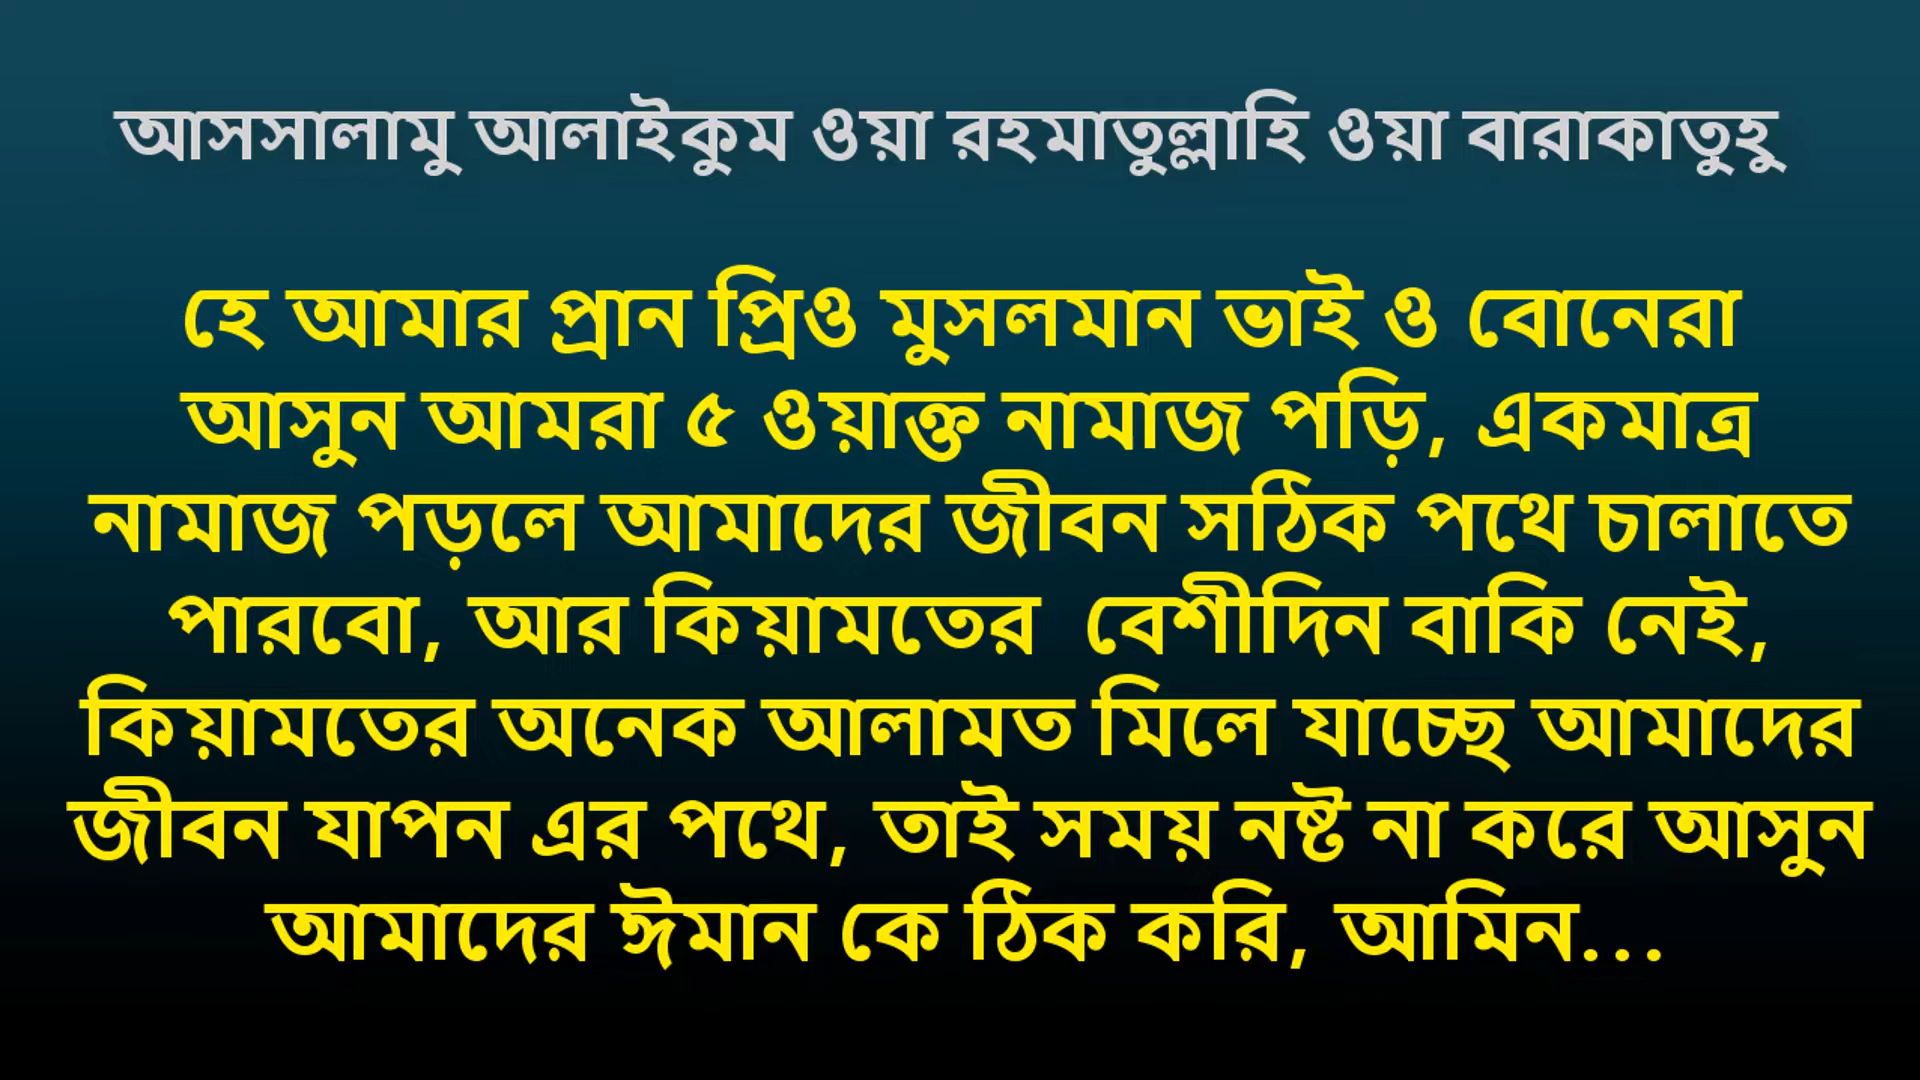 আসসালামু আলাইকুম ওয়া রহমাতুল্লাহি ওয়া বারাকাতুহু
হে আমার প্রান প্রিও মুসলমান ভাই ও বোনেরা
আসুন আমরা ৫ ওয়াক্ত নামাজ পড়ি, একমাত্র
নামাজ পড়লে আমাদের জীবন সঠিক পথে চালাতে
পারবো, আর কিয়ামতের বেশীদিন বাকি নেই,
কিয়ামতের অনেক আলামত মিলে যাচ্ছে আমাদের
জীবন যাপন এর পথে, তাই সময় নষ্ট না করে আসুন
আমাদের ঈমান কে ঠিক করি, আমিন...